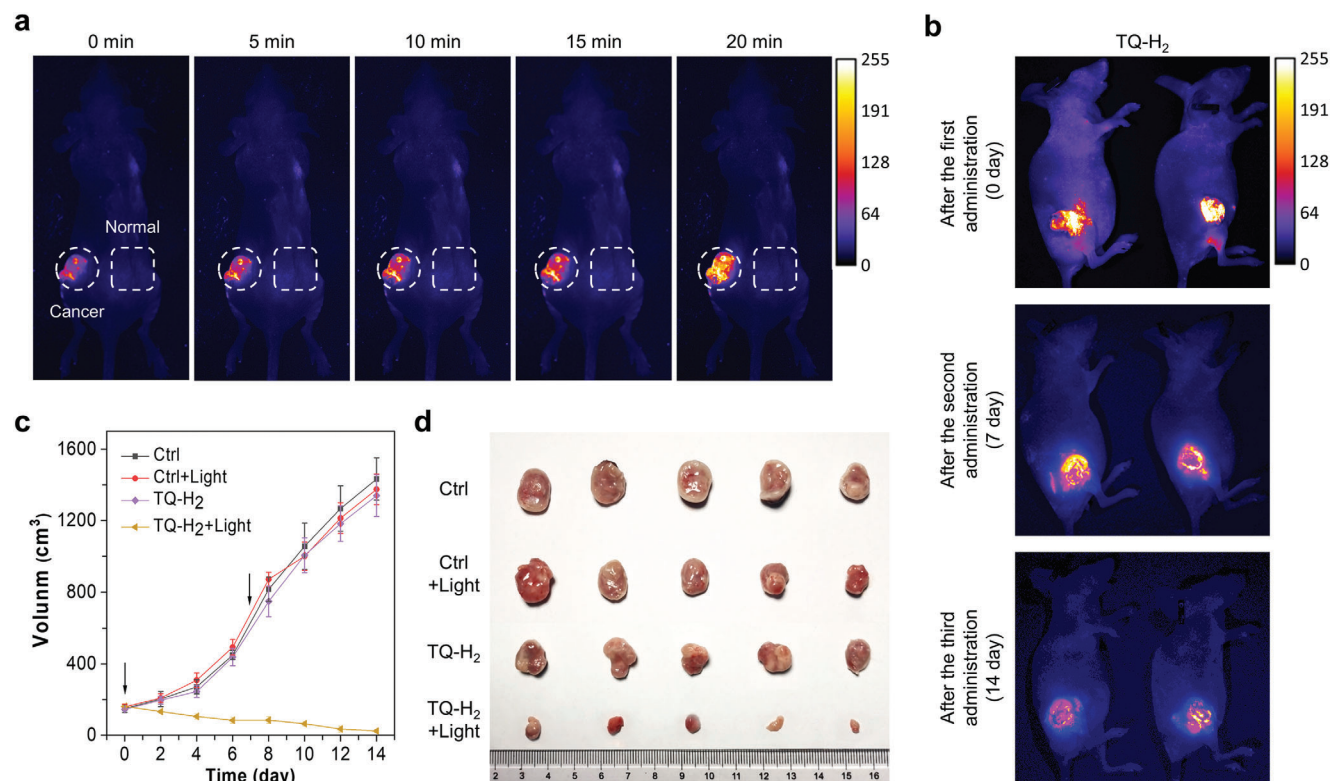 a
0 min
5 min
10 min
15 min
20 min
Normal
Cancer
255
191
128
64
0
b
TQ-H₂
After the first
administration
(0 day)
255
191
128
64
0
After the second
administration
(7 day)
After the third
administration
(14 day)
c
Ctrl
Ctrl+Light
TQ-H₂
TQ-H₂+Light
Volunm (cm³)
1600
1200
800
400
0
0 2 4 6 8 10 12 14
Time (day)
d
Ctrl
Ctrl
+Light
TQ-H₂
TQ-H₂
+Light
2 3 4 5 6 7 8 9 10 11 12 13 14 15 16